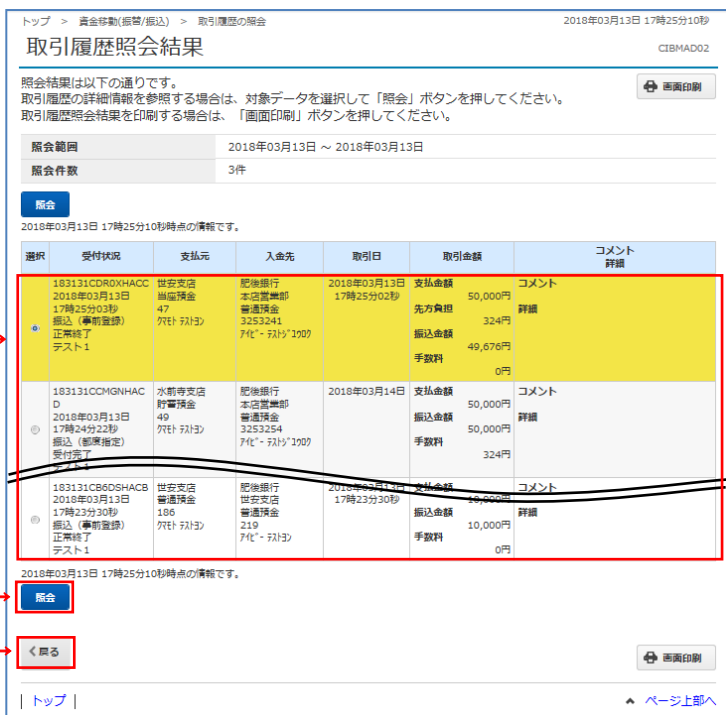 トップ > 資金移動(振替/振込) > 取引履歴の照会
2018年03月13日 17時25分10秒
取引履歴照会結果
CIBMAD02
照会結果は以下の通りです。
取引履歴の詳細情報を参照する場合は、対象データを選択して「照会」ボタンを押してください。
取引履歴照会結果を印刷する場合は、「画面印刷」ボタンを押してください。
画面印刷
照会範囲 2018年03月13日 ～ 2018年03月13日
照会件数 3件
照会
2018年03月13日 17時25分10秒時点の情報です。
選択 受付状況 支払元 入金先 取引日 取引金額 コメント
詳細
183131CDR0XHACC 世安支店 肥後銀行 2018年03月13日 支払金額 コメント
2018年03月13日 当座預金 本店営業部 17時25分02秒 50,000円
17時25分03秒 47 普通預金 先方負担 詳細
振込（事前登録） ｸﾏﾓﾄ ﾃｽﾄﾖﾝ 3253241 324円
正常終了 ｱｲﾋﾞｰ ﾃｽﾄｼﾞﾕｳﾛｸ 振込金額
テスト１ 49,676円
手数料
0円
183131CCMGNHAC 水前寺支店 肥後銀行 2018年03月14日 支払金額 コメント
D 貯蓄預金 本店営業部 50,000円
2018年03月13日 49 普通預金 振込金額 詳細
17時24分22秒 ｸﾏﾓﾄ ﾃｽﾄﾖﾝ 3253254 50,000円
振込（都度指定） ｱｲﾋﾞｰ ﾃｽﾄｼﾞﾕｳﾛｸ 手数料
受付完了 324円
183131CB6DSHACB 世安支店 肥後銀行 2018年03月13日 支払金額 コメント
2018年03月13日 普通預金 世安支店 17時23分30秒 10,000円
17時23分30秒 186 普通預金 振込金額 詳細
振込（事前登録） ｸﾏﾓﾄ ﾃｽﾄﾖﾝ 219 10,000円
正常終了 ｱｲﾋﾞｰ ﾃｽﾄﾖﾝ 手数料
テスト１ 0円
2018年03月13日 17時25分10秒時点の情報です。
照会
戻る
画面印刷
トップ
ページ上部へ